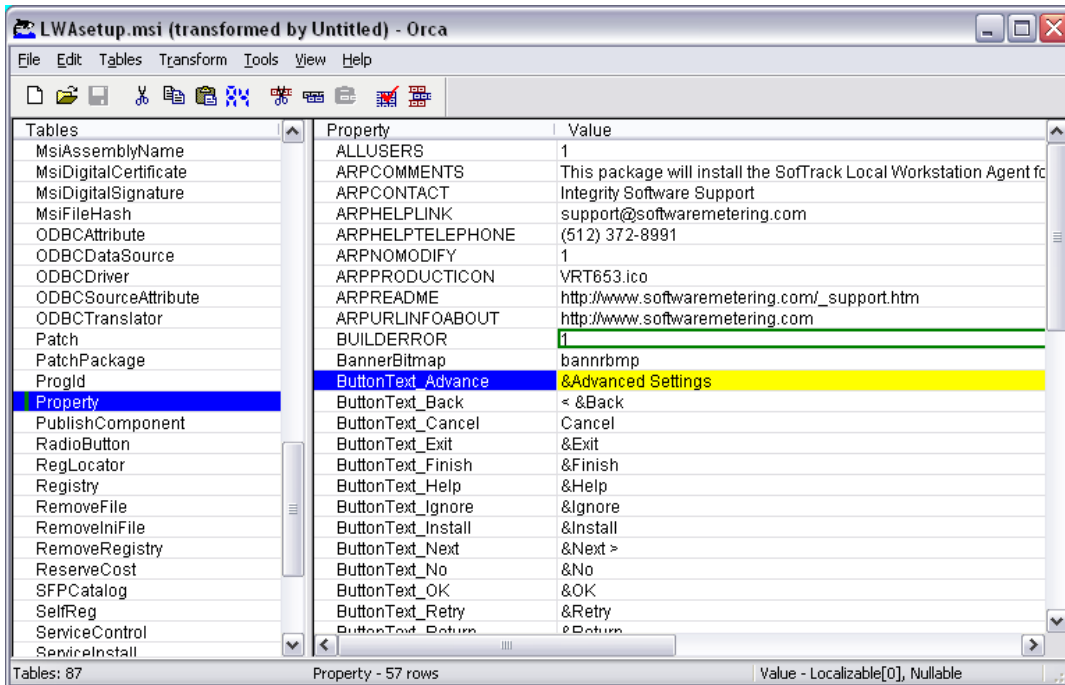 LWAsetup.msi (transformed by Untitled) - Orca
File Edit Tables Transform Tools View Help
Tables Property Value
MsiAssemblyName ALLUSERS 1
MsiDigitalCertificate ARPCOMMENTS This package will install the SofTrack Local Workstation Agent fo
MsiDigitalSignature ARPCONTACT Integrity Software Support
MsiFileHash ARPHELPLINK support@softwaremetering.com
ODBCAttribute ARPHELPTELEPHONE (512) 372-8991
ODBCDataSource ARPNOMODIFY 1
ODBCDriver ARPPRODUCTICON VRT653.ico
ODBCSourceAttribute ARPREADME http://www.softwaremetering.com/_support.htm
ODBCTranslator ARPURLINFOABOUT http://www.softwaremetering.com
Patch BUILDERROR 1
PatchPackage BannerBitmap bannrbmp
ProgId ButtonText_Advance &Advanced Settings
Property ButtonText_Back < &Back
PublishComponent ButtonText_Cancel Cancel
RadioButton ButtonText_Exit &Exit
RegLocator ButtonText_Finish &Finish
Registry ButtonText_Help &Help
RemoveFile ButtonText_Ignore &Ignore
RemoveIniFile ButtonText_Install &Install
RemoveRegistry ButtonText_Next &Next >
ReserveCost ButtonText_No &No
SFPCatalog ButtonText_OK &OK
SelfReg ButtonText_Retry &Retry
ServiceControl ButtonText_Return &Return
ServiceInstall
Tables: 87 Property - 57 rows Value - Localizable[0], Nullable